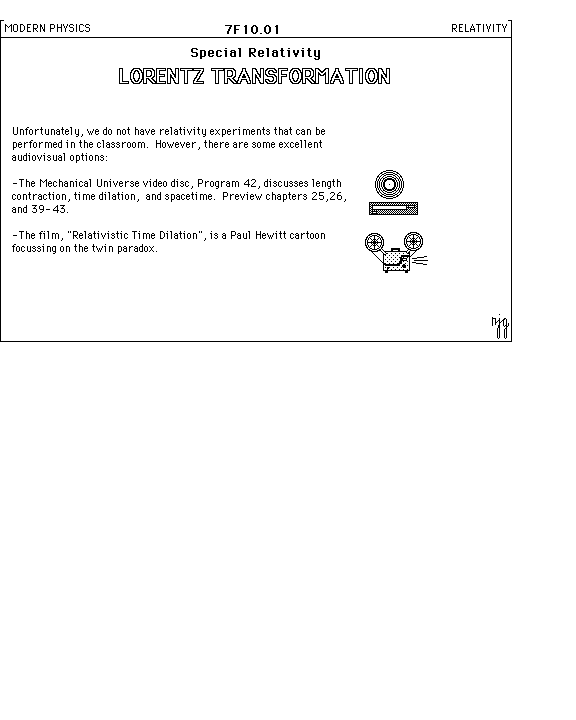 MODERN PHYSICS 7F10.01 RELATIVITY
Special Relativity
LORENTZ TRANSFORMATION
Unfortunately, we do not have relativity experiments that can be
performed in the classroom.  However, there are some excellent
audiovisual options:
-The Mechanical Universe video disc, Program 42, discusses length
contraction, time dilation,  and spacetime.  Preview chapters 25,26,
and 39-43.
-The film, "Relativistic Time Dilation", is a Paul Hewitt cartoon
focussing on the twin paradox.
njg